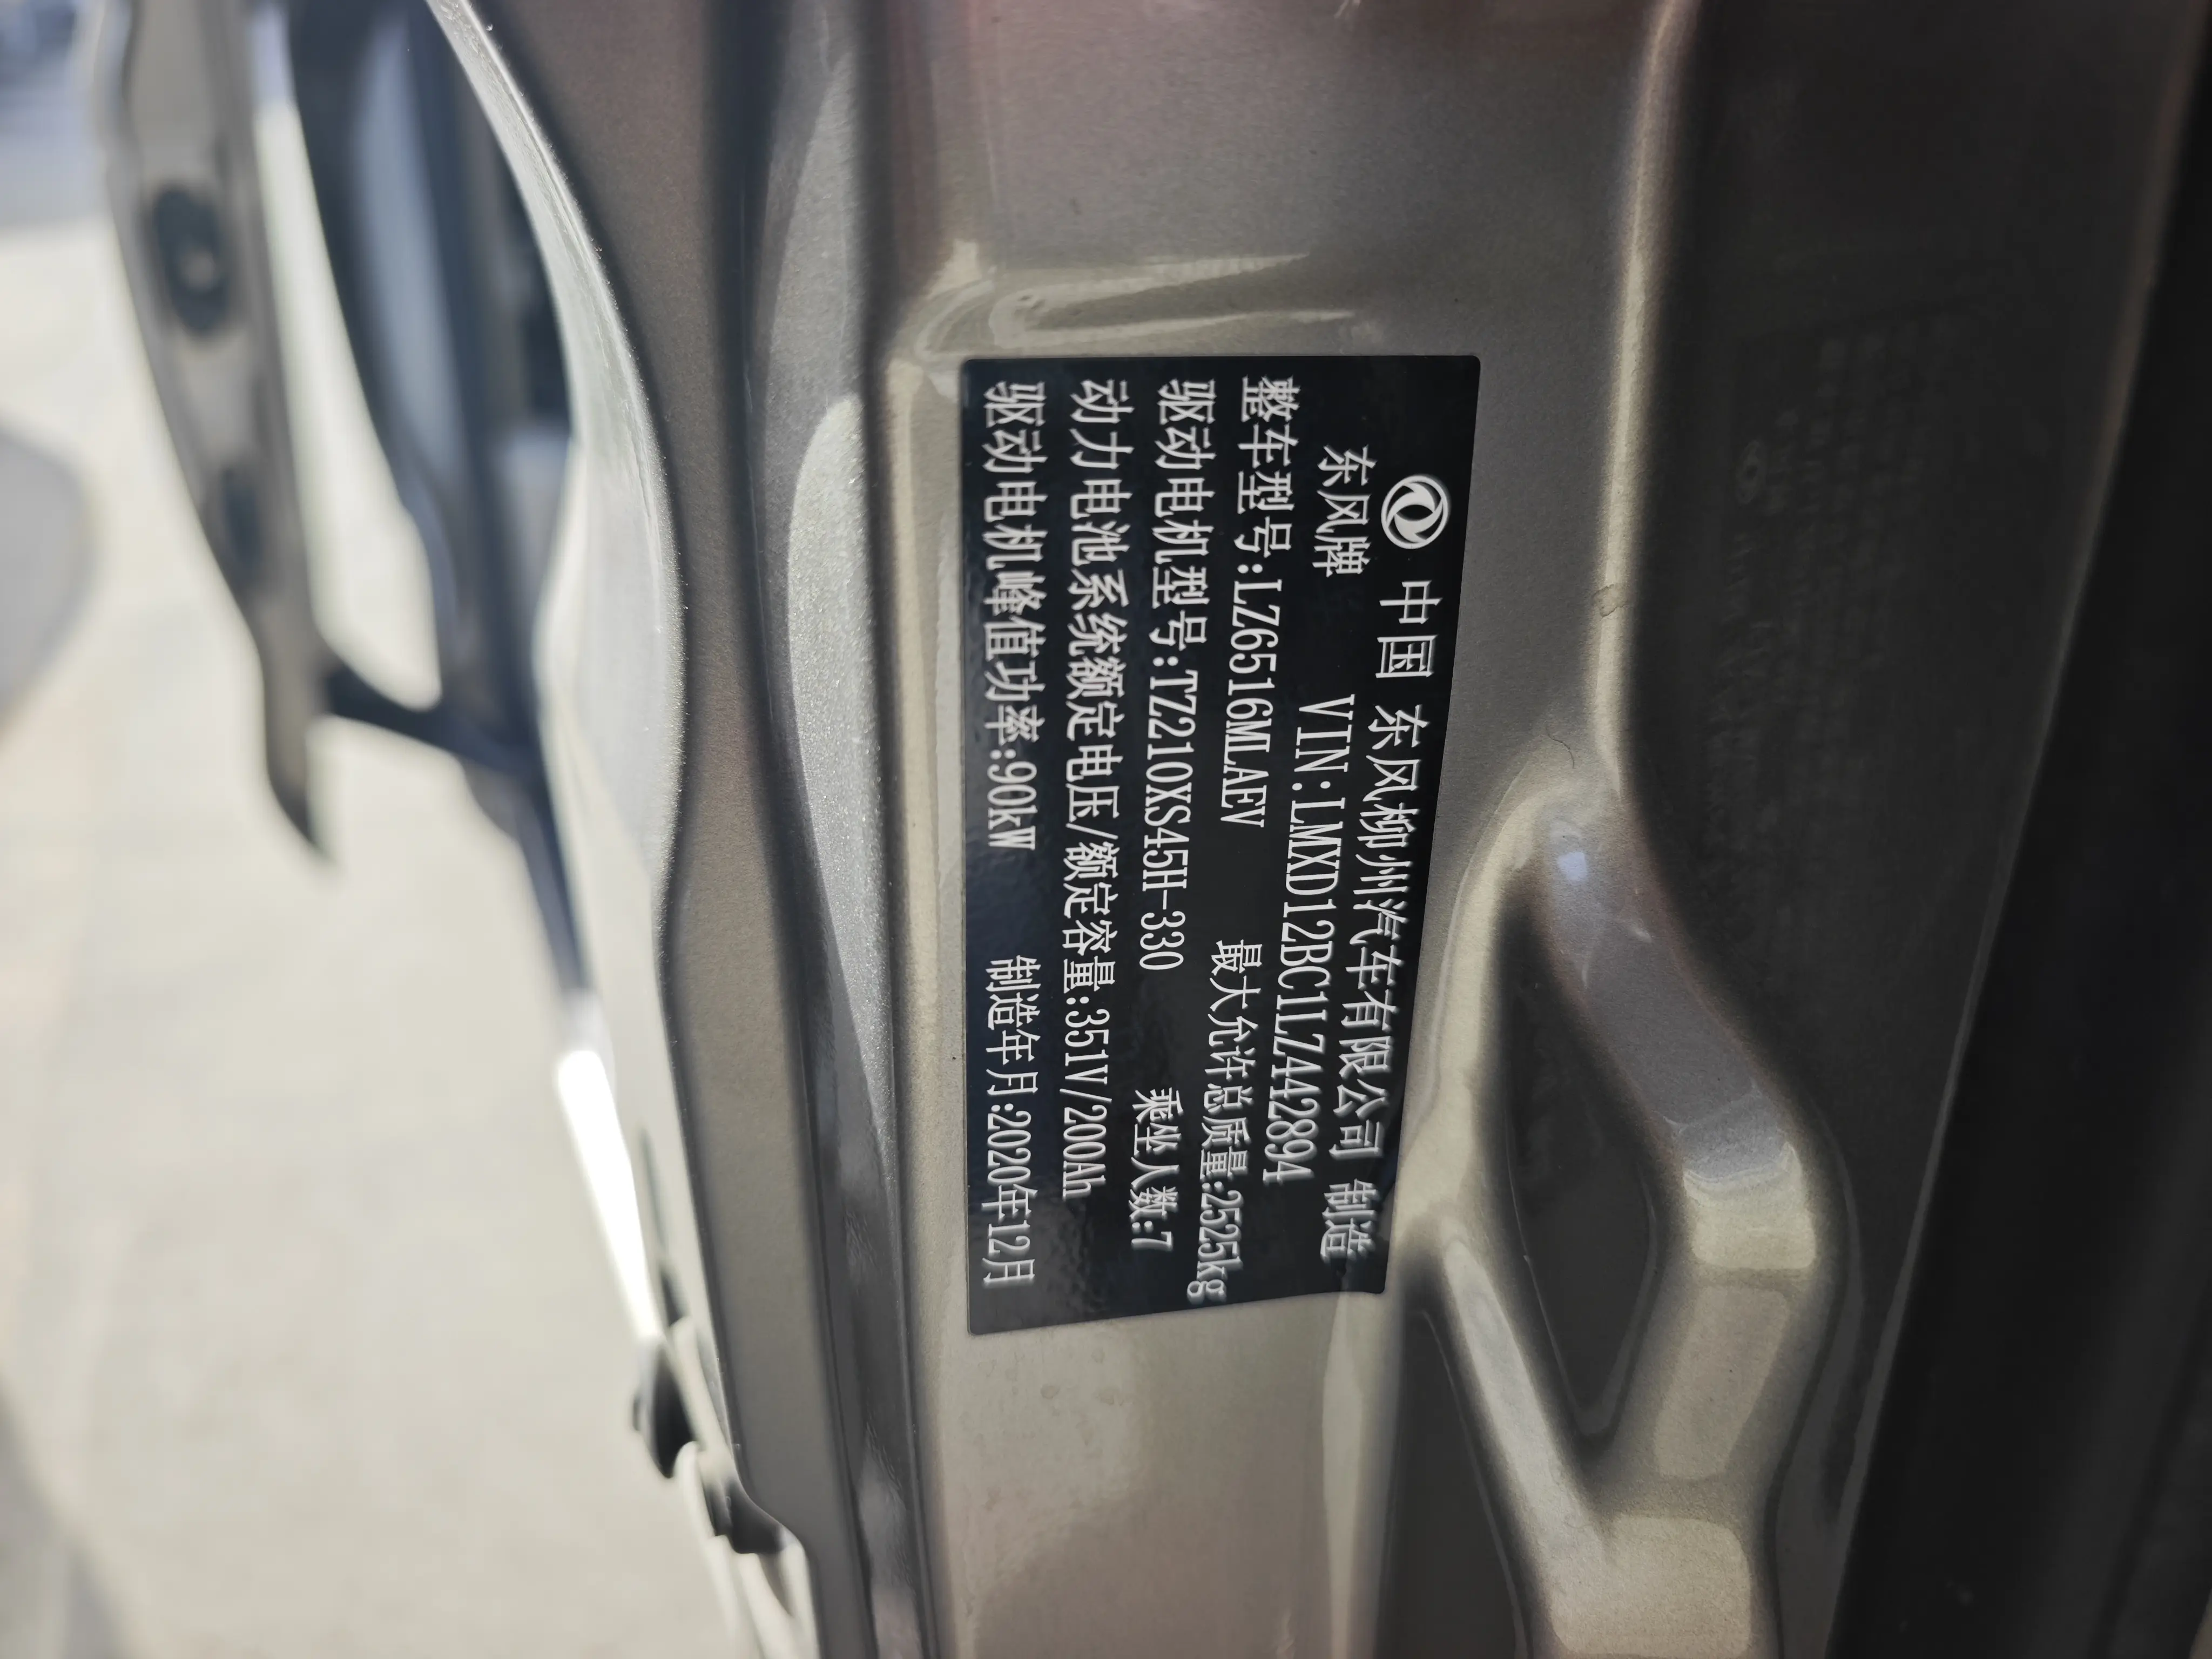 中国 东风柳州汽车有限公司 制造
东风牌 VIN:LMXD12BC1LZ442894
整车型号:LZ6516MLAEV 最大允许总质量:2525kg
驱动电机型号:TZ210XS45H-330 乘坐人数:7
动力电池系统额定电压/额定容量:351V/200Ah
驱动电机峰值功率:90kW 制造年月:2020年12月